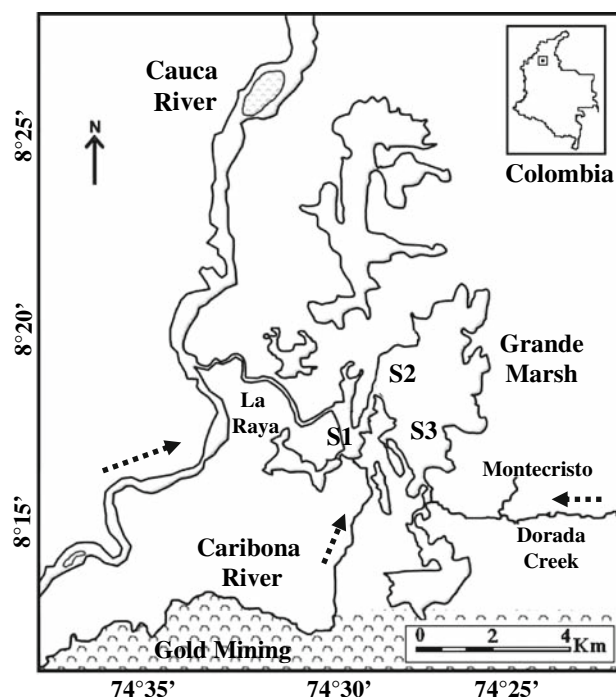 Cauca
River
8°25'
N
Colombia
8°20'
Grande
Marsh
S2
La
Raya
S1
S3
Montecristo
8°15'
Caribona
River
Dorada
Creek
Gold Mining
0 2 4
Km
74°35' 74°30' 74°25'